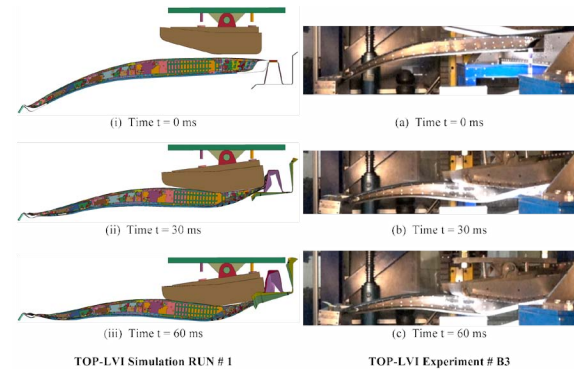 (i) Time t = 0 ms
(a) Time t = 0 ms
(ii) Time t = 30 ms
(b) Time t = 30 ms
(iii) Time t = 60 ms
(c) Time t = 60 ms
TOP-LVI Simulation RUN # 1
TOP-LVI Experiment # B3